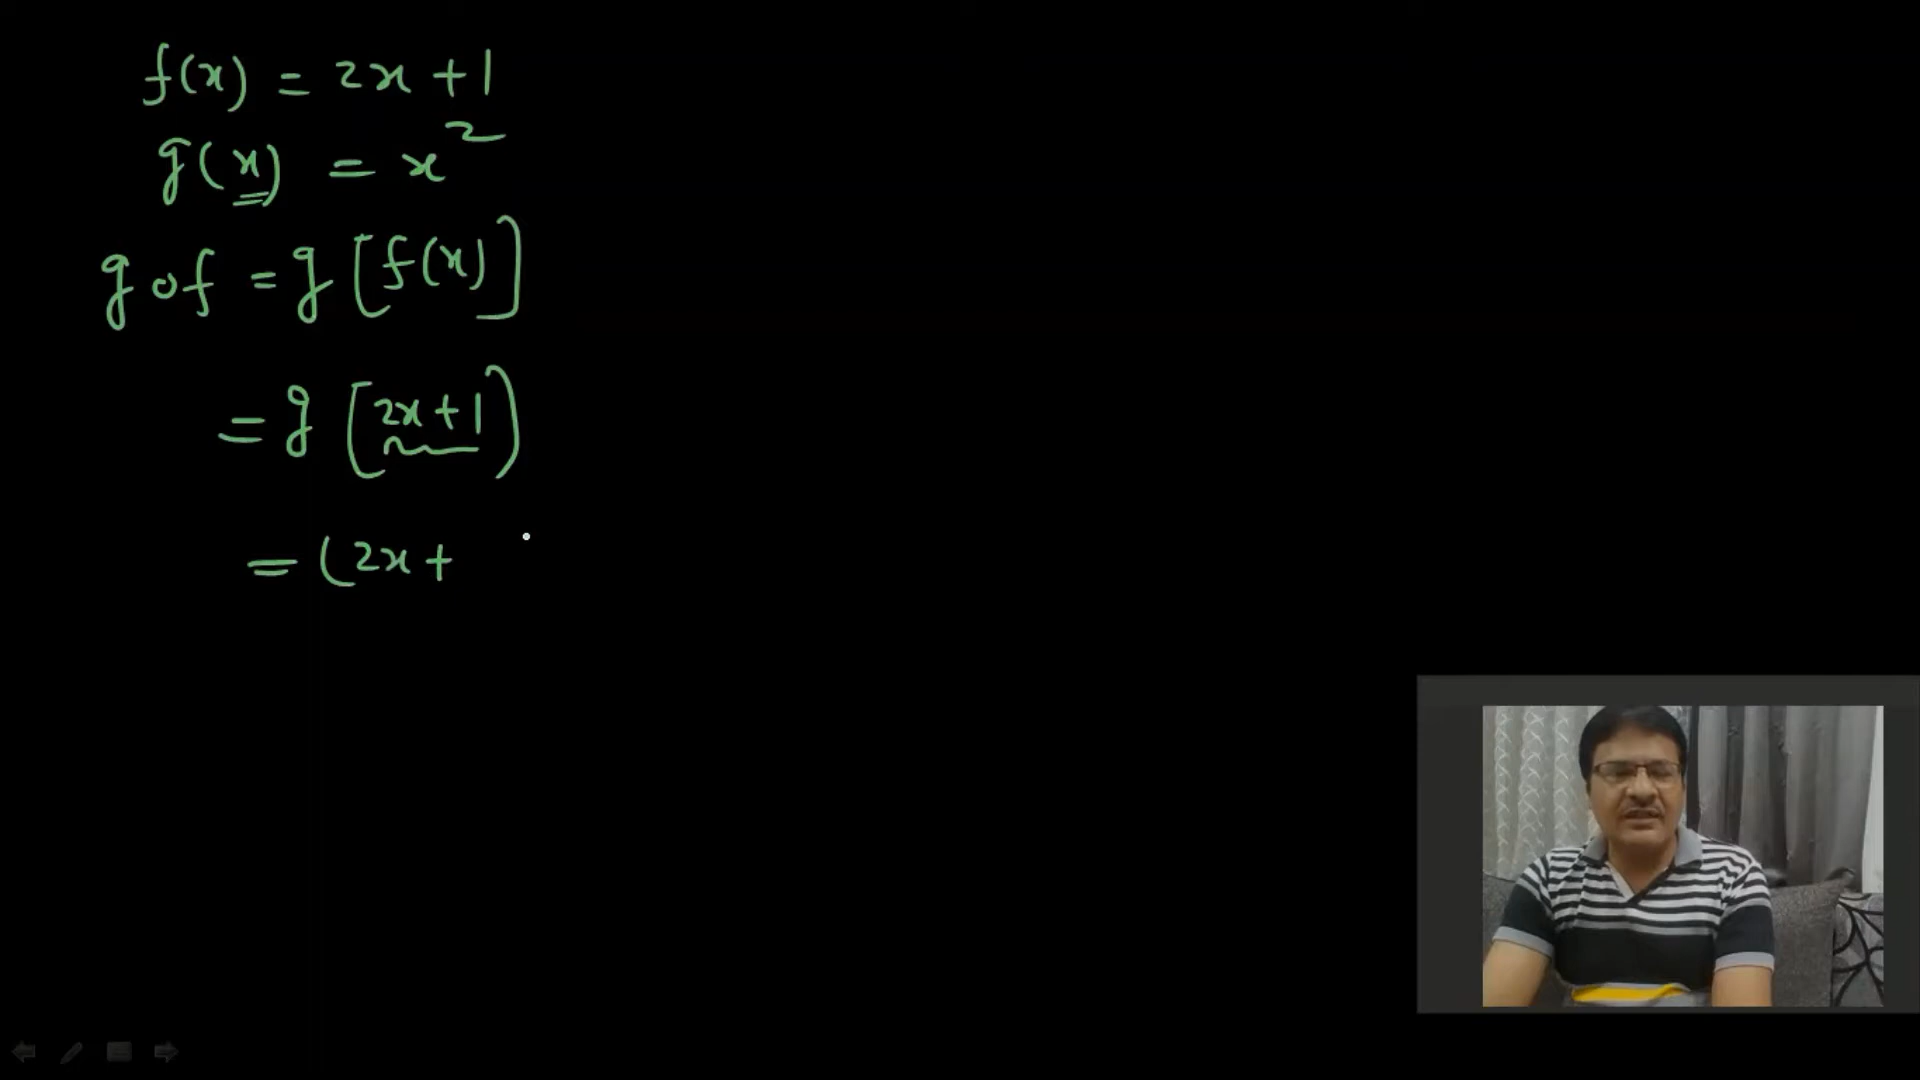 f(x) = 2x + 1
g(x) = x²
gof = g[f(x)]
= g[2x+1)
= (2x+